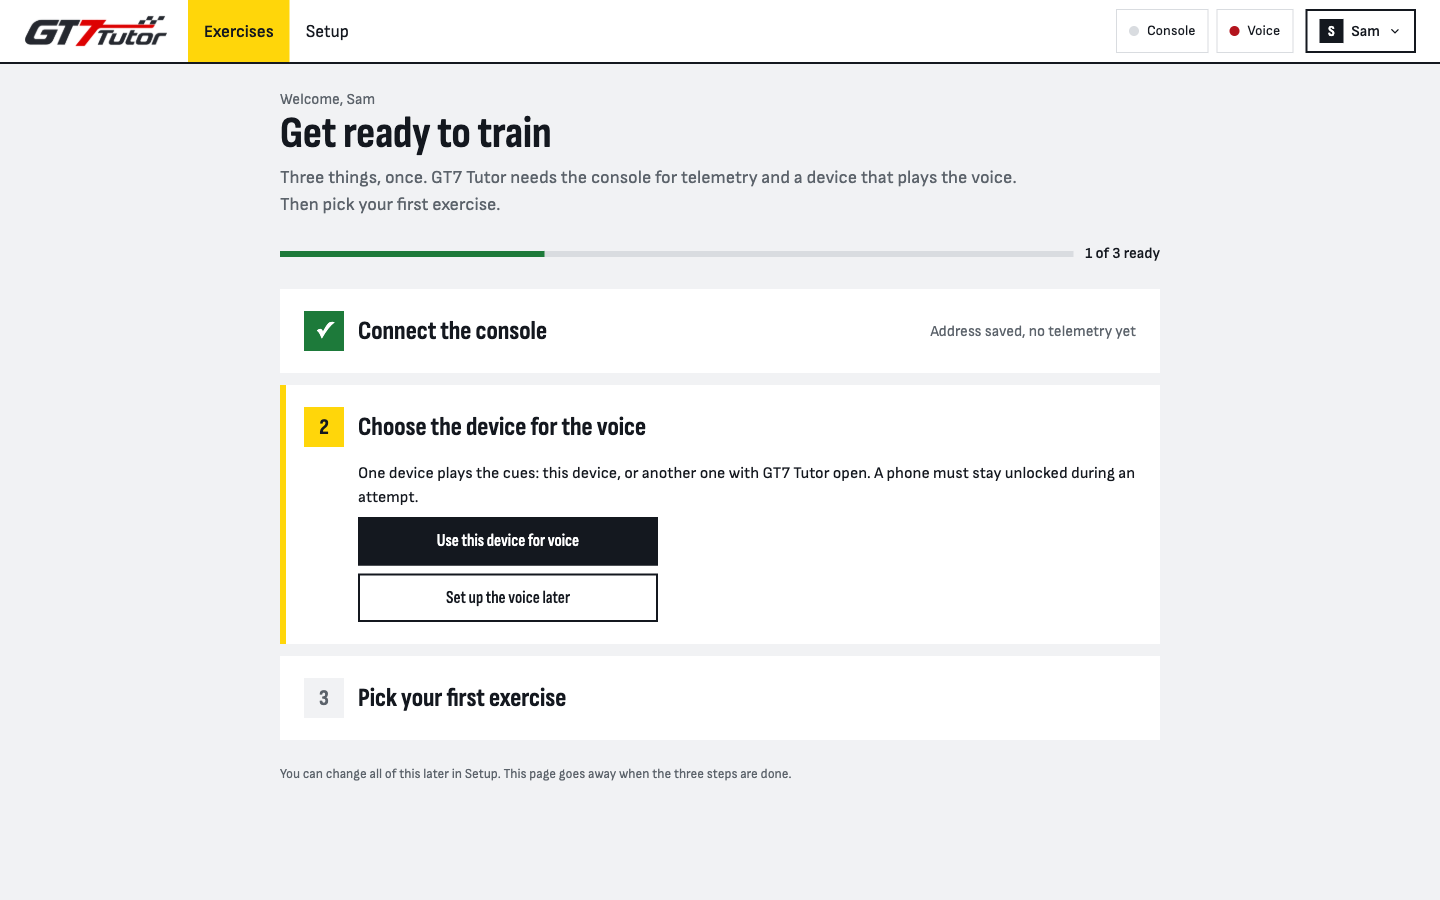 GT7 Tutor
Exercises
Setup
Console
Voice
S
Sam
Welcome, Sam
Get ready to train
Three things, once. GT7 Tutor needs the console for telemetry and a device that plays the voice.
Then pick your first exercise.
1 of 3 ready
Connect the console
Address saved, no telemetry yet
2
Choose the device for the voice
One device plays the cues: this device, or another one with GT7 Tutor open. A phone must stay unlocked during an
attempt.
Use this device for voice
Set up the voice later
3
Pick your first exercise
You can change all of this later in Setup. This page goes away when the three steps are done.